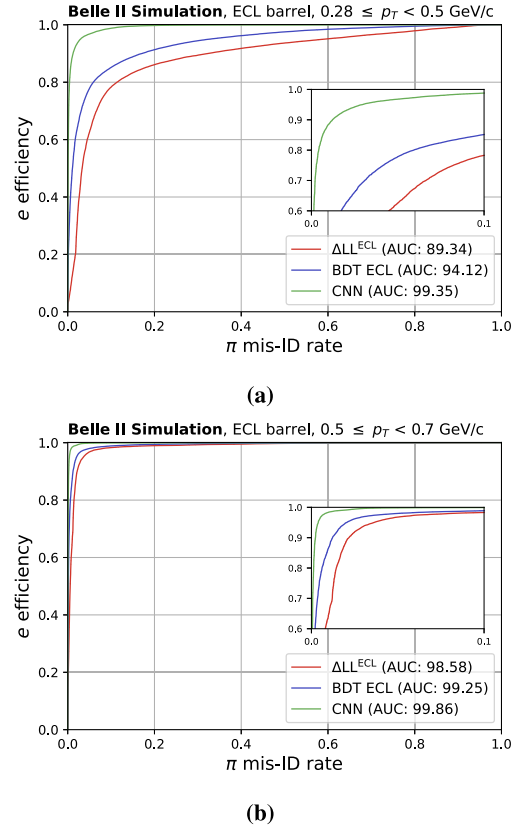 Belle II Simulation, ECL barrel, 0.28 ≤ p_T < 0.5 GeV/c
1.0
0.8
0.6
0.4
0.2
0.0
e efficiency
1.0
0.9
0.8
0.7
0.6
0.0
0.1
ΔLL^ECL (AUC: 89.34)
BDT ECL (AUC: 94.12)
CNN (AUC: 99.35)
0.0 0.2 0.4 0.6 0.8 1.0
π mis-ID rate
(a)
Belle II Simulation, ECL barrel, 0.5 ≤ p_T < 0.7 GeV/c
1.0
0.8
0.6
0.4
0.2
0.0
e efficiency
1.0
0.9
0.8
0.7
0.6
0.0
0.1
ΔLL^ECL (AUC: 98.58)
BDT ECL (AUC: 99.25)
CNN (AUC: 99.86)
0.0 0.2 0.4 0.6 0.8 1.0
π mis-ID rate
(b)